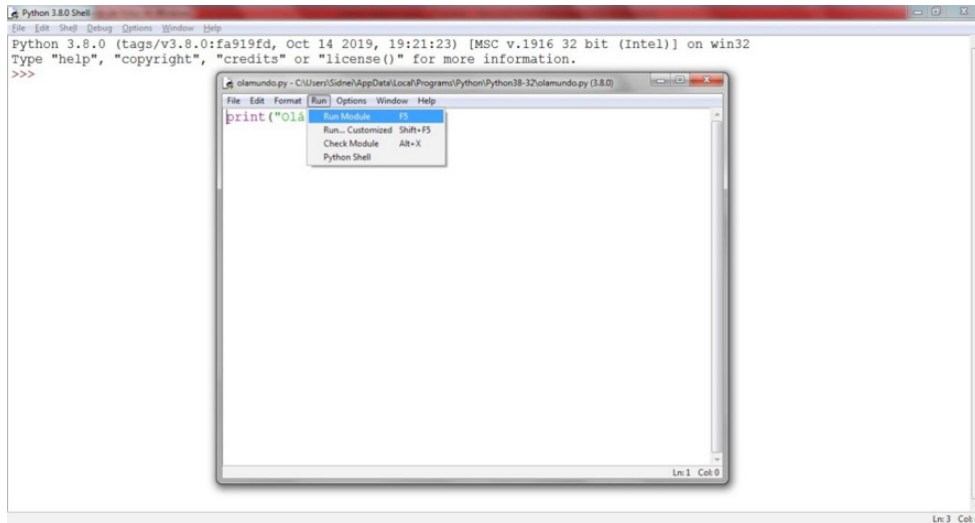 Python 3.8.0 Shell
File Edit Shell Debug Options Window Help
Python 3.8.0 (tags/v3.8.0:fa919fd, Oct 14 2019, 19:21:23) [MSC v.1916 32 bit (Intel)] on win32
Type "help", "copyright", "credits" or "license()" for more information.
>>>
olamundo.py - C:\Users\Sidnei\AppData\Local\Programs\Python\Python38-32\olamundo.py (3.8.0)
File Edit Format Run Options Window Help
print("Olá
Run Module F5
Run... Customized Shift+F5
Check Module Alt+X
Python Shell
Ln: 1 Col: 0
Ln: 3 Col: